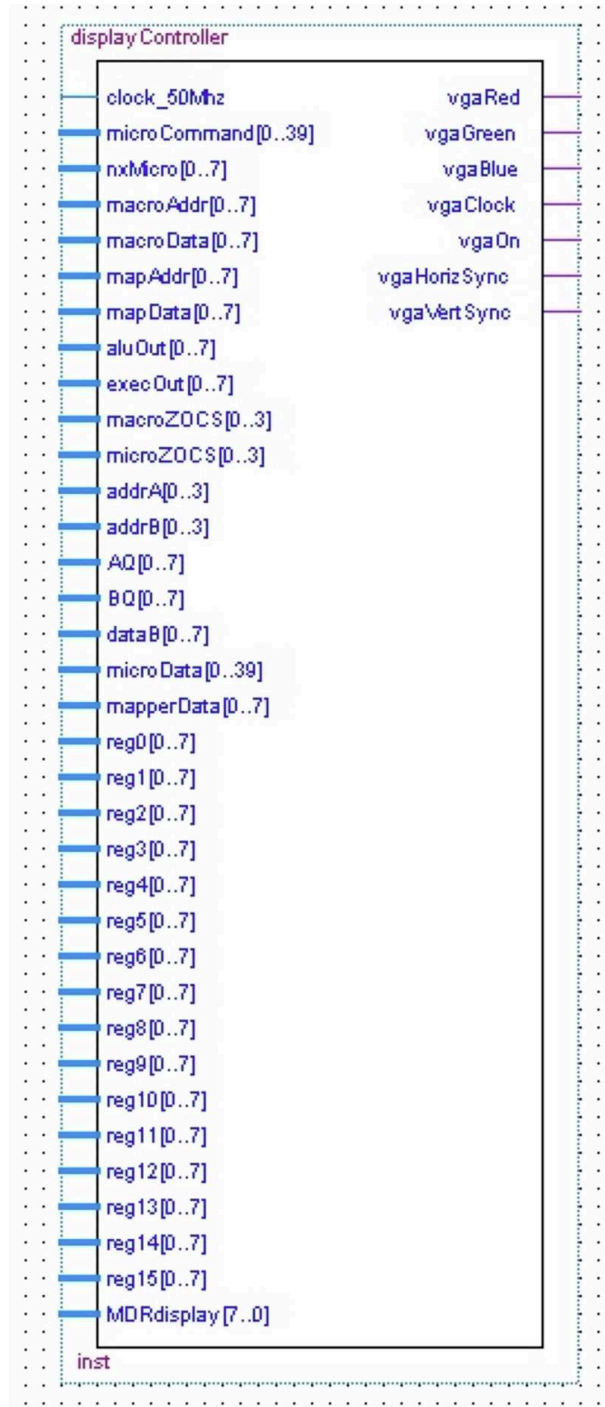 display Controller
clock_50Mhz vgaRed
microCommand[0..39] vgaGreen
nxMicro[0..7] vgaBlue
macroAddr[0..7] vgaClock
macroData[0..7] vgaOn
mapAddr[0..7] vgaHorizSync
mapData[0..7] vgaVertSync
aluOut[0..7]
execOut[0..7]
macroZOCS[0..3]
microZOCS[0..3]
addrA[0..3]
addrB[0..3]
AQ[0..7]
BQ[0..7]
dataB[0..7]
microData[0..39]
mapperData[0..7]
reg0[0..7]
reg1[0..7]
reg2[0..7]
reg3[0..7]
reg4[0..7]
reg5[0..7]
reg6[0..7]
reg7[0..7]
reg8[0..7]
reg9[0..7]
reg10[0..7]
reg11[0..7]
reg12[0..7]
reg13[0..7]
reg14[0..7]
reg15[0..7]
MDRdisplay[7..0]
inst